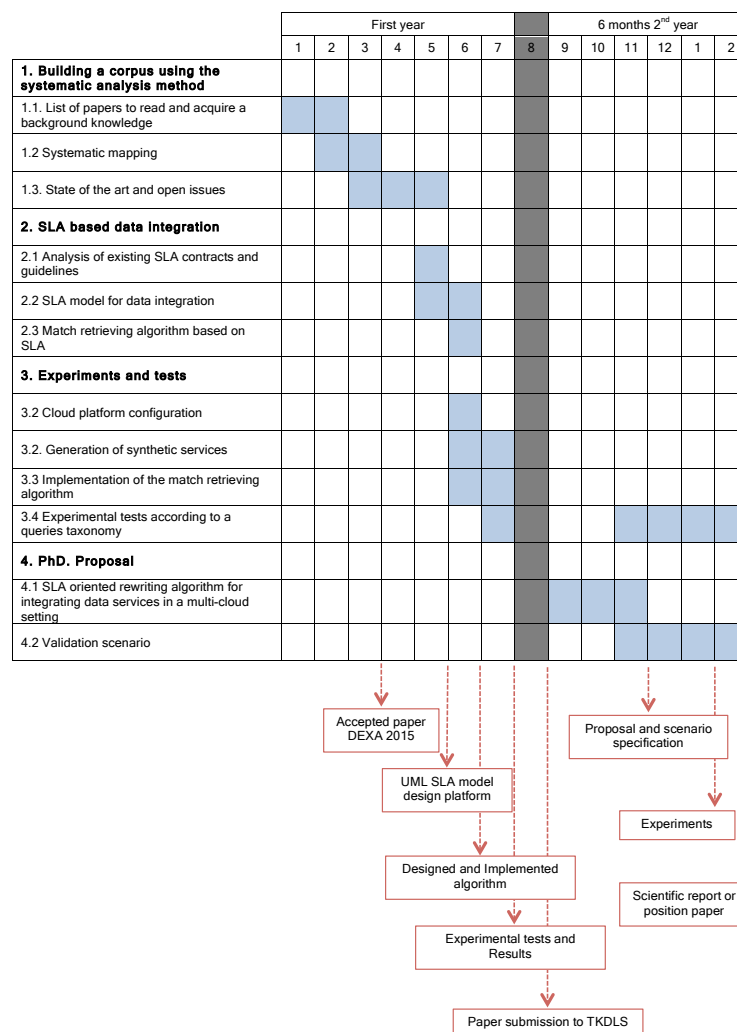 First year
6 months 2nd year
1 2 3 4 5 6 7 8 9 10 11 12 1 2
1. Building a corpus using the
systematic analysis method
1.1. List of papers to read and acquire a
background knowledge
1.2 Systematic mapping
1.3. State of the art and open issues
2. SLA based data integration
2.1 Analysis of existing SLA contracts and
guidelines
2.2 SLA model for data integration
2.3 Match retrieving algorithm based on
SLA
3. Experiments and tests
3.2 Cloud platform configuration
3.2. Generation of synthetic services
3.3 Implementation of the match retrieving
algorithm
3.4 Experimental tests according to a
queries taxonomy
4. PhD. Proposal
4.1 SLA oriented rewriting algorithm for
integrating data services in a multi-cloud
setting
4.2 Validation scenario
Accepted paper
DEXA 2015
Proposal and scenario
specification
UML SLA model
design platform
Experiments
Designed and Implemented
algorithm
Scientific report or
position paper
Experimental tests and
Results
Paper submission to TKDLS